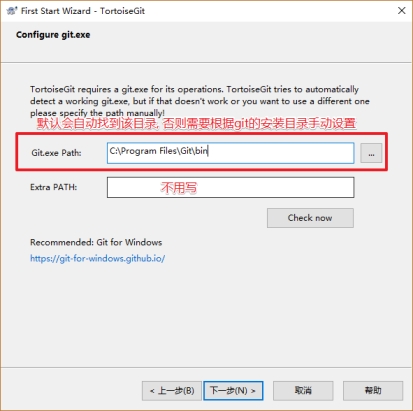 First Start Wizard - TortoiseGit
Configure git.exe
TortoiseGit requires a git.exe for its operations. TortoiseGit tries to automatically
detect a working git.exe, but if that doesn't work or you want to use a different one
please specify the path manually!
默认会自动找到该目录, 否则需要根据git的安装目录手动设置
Git.exe Path: C:\Program Files\Git\bin ...
Extra PATH: 不用写
Check now
Recommended: Git for Windows
https://git-for-windows.github.io/
< 上一步(B) 下一步(N) > 取消 帮助